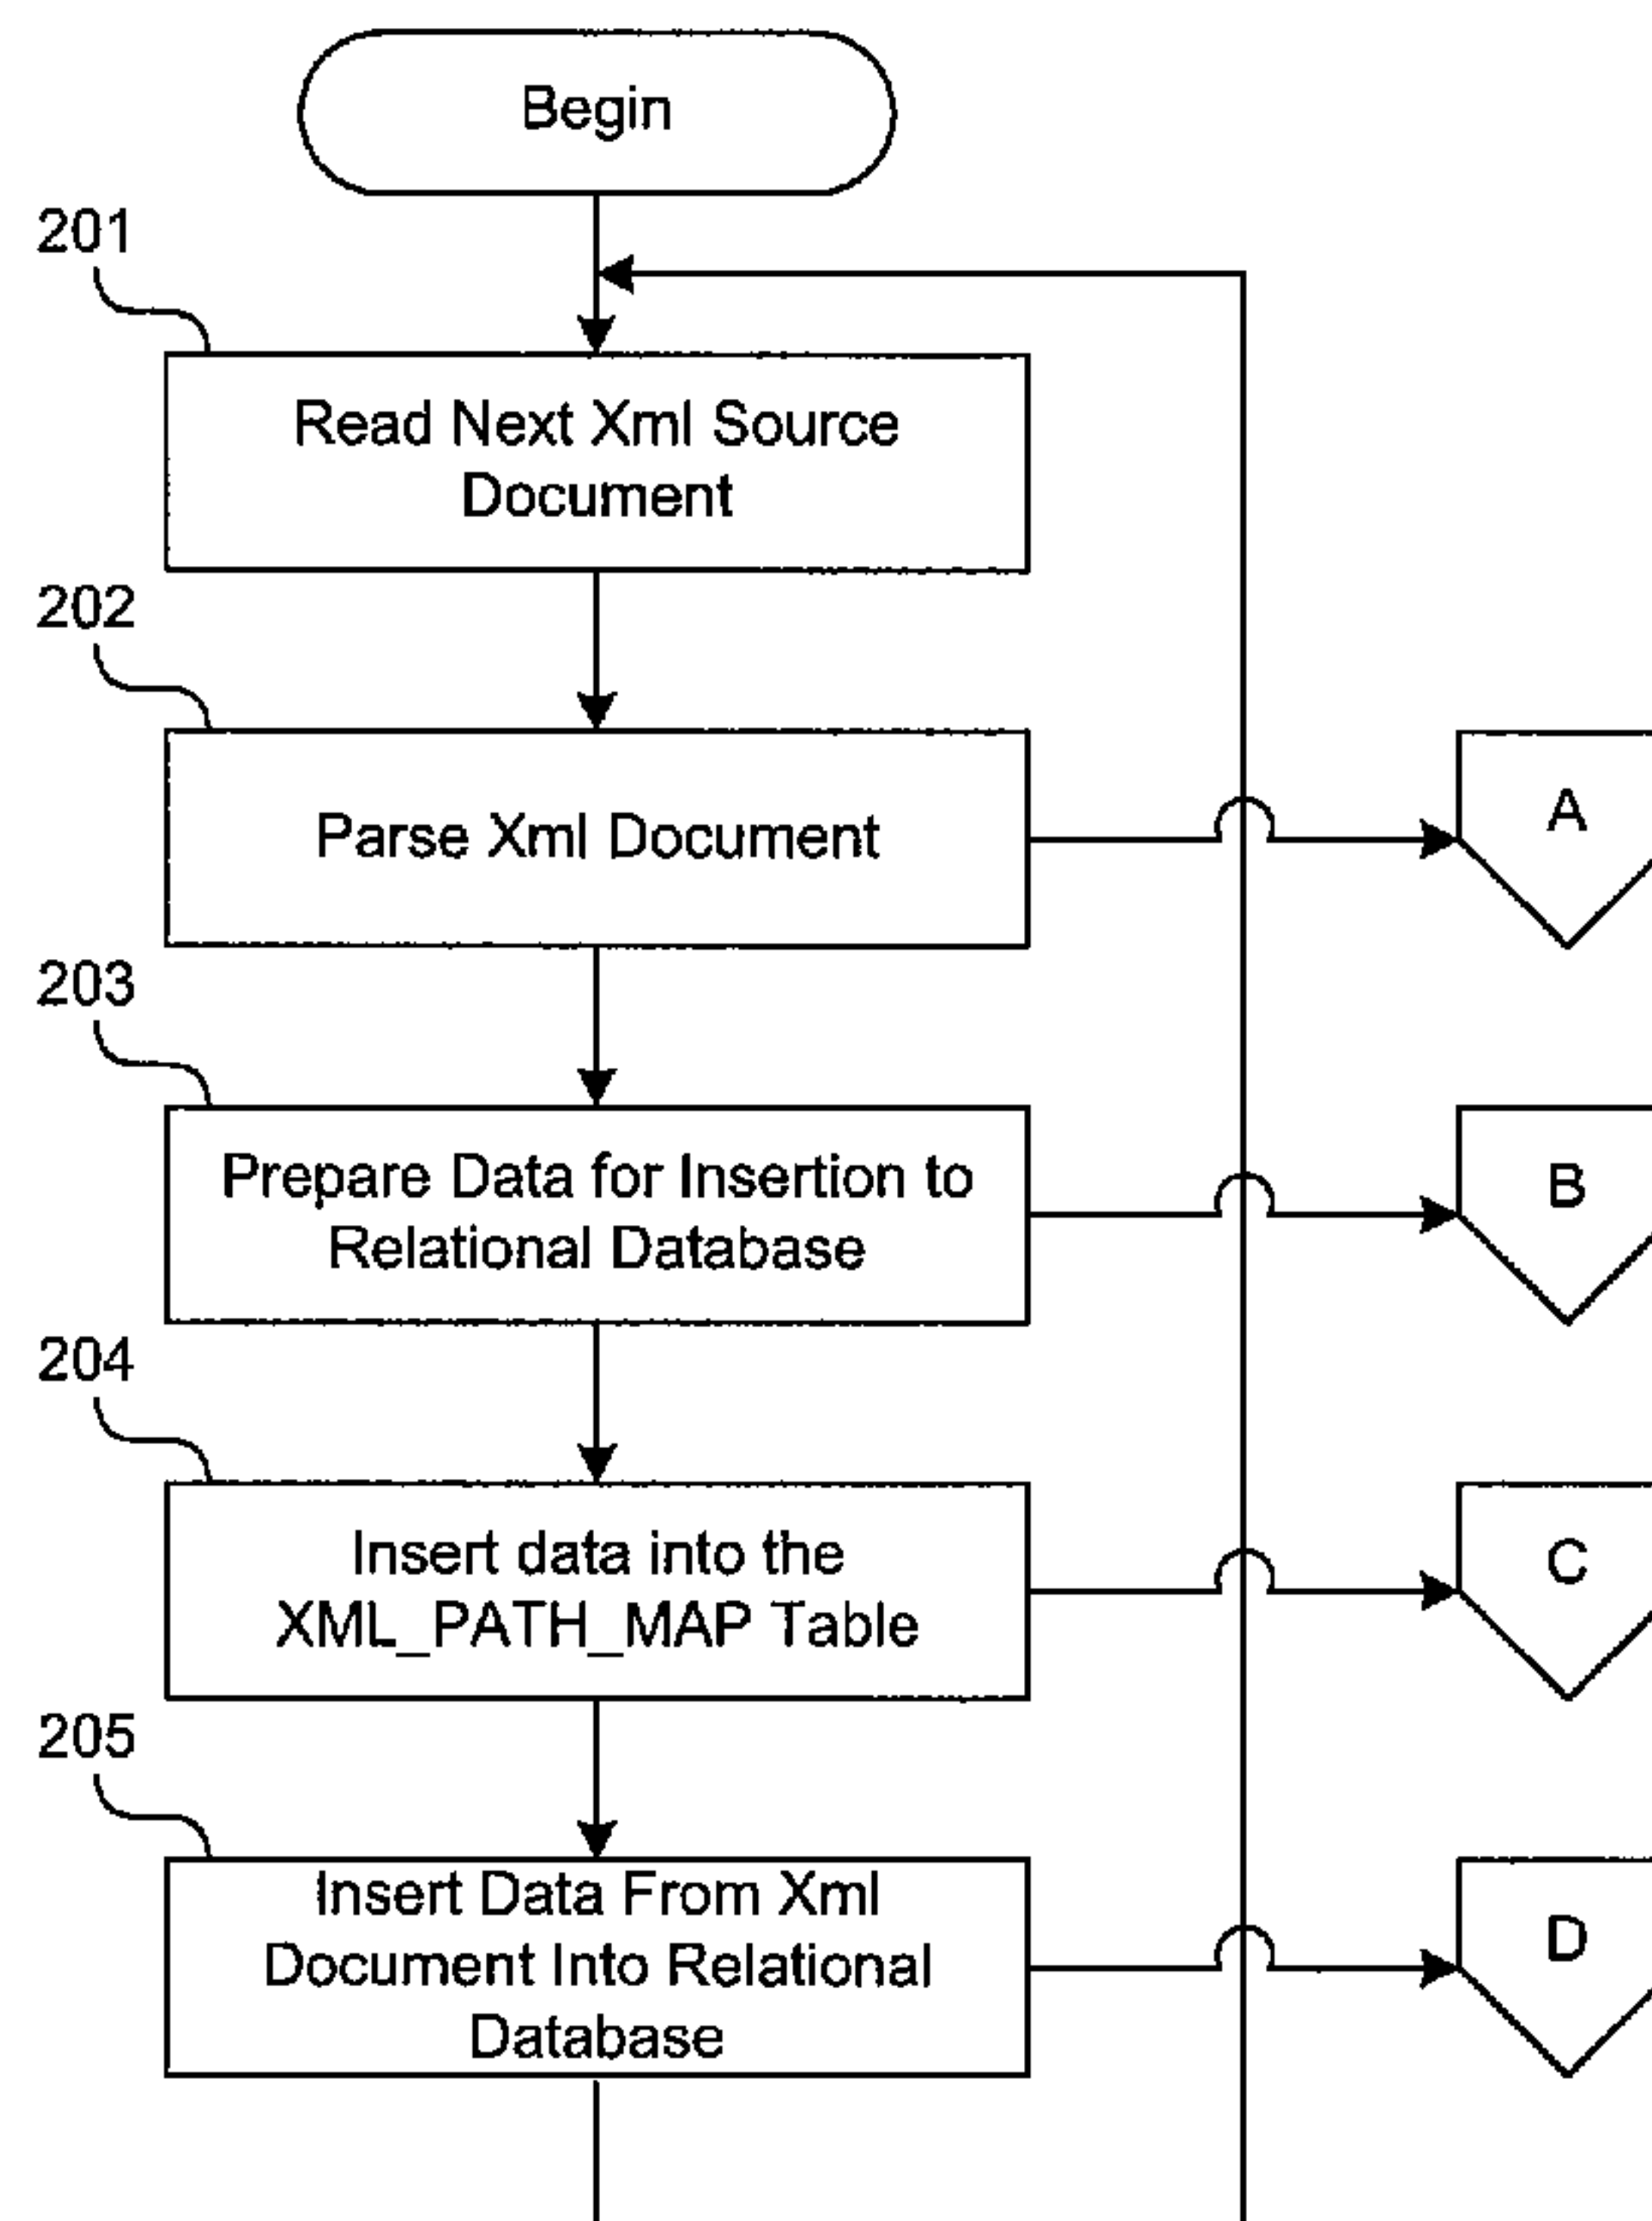 Begin
201
Read Next Xml Source
Document
202
Parse Xml Document
A
203
Prepare Data for Insertion to
Relational Database
B
204
Insert data into the
XML_PATH_MAP Table
C
205
Insert Data From Xml
Document Into Relational
Database
D